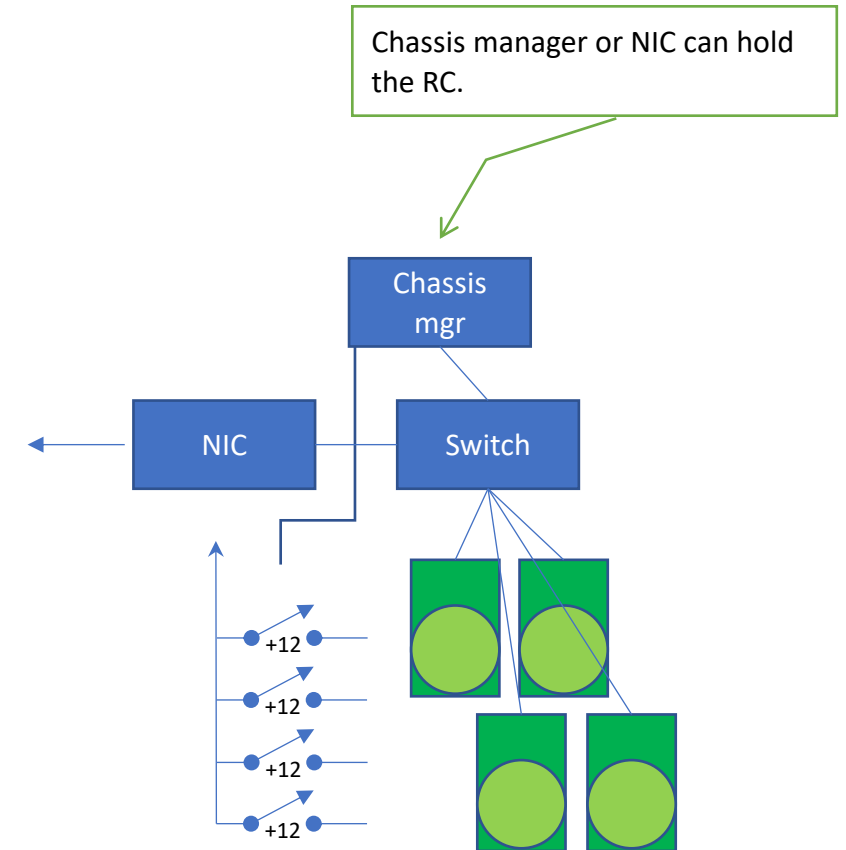 Chassis manager or NIC can hold
the RC.
Chassis
mgr
NIC
Switch
+12
+12
+12
+12